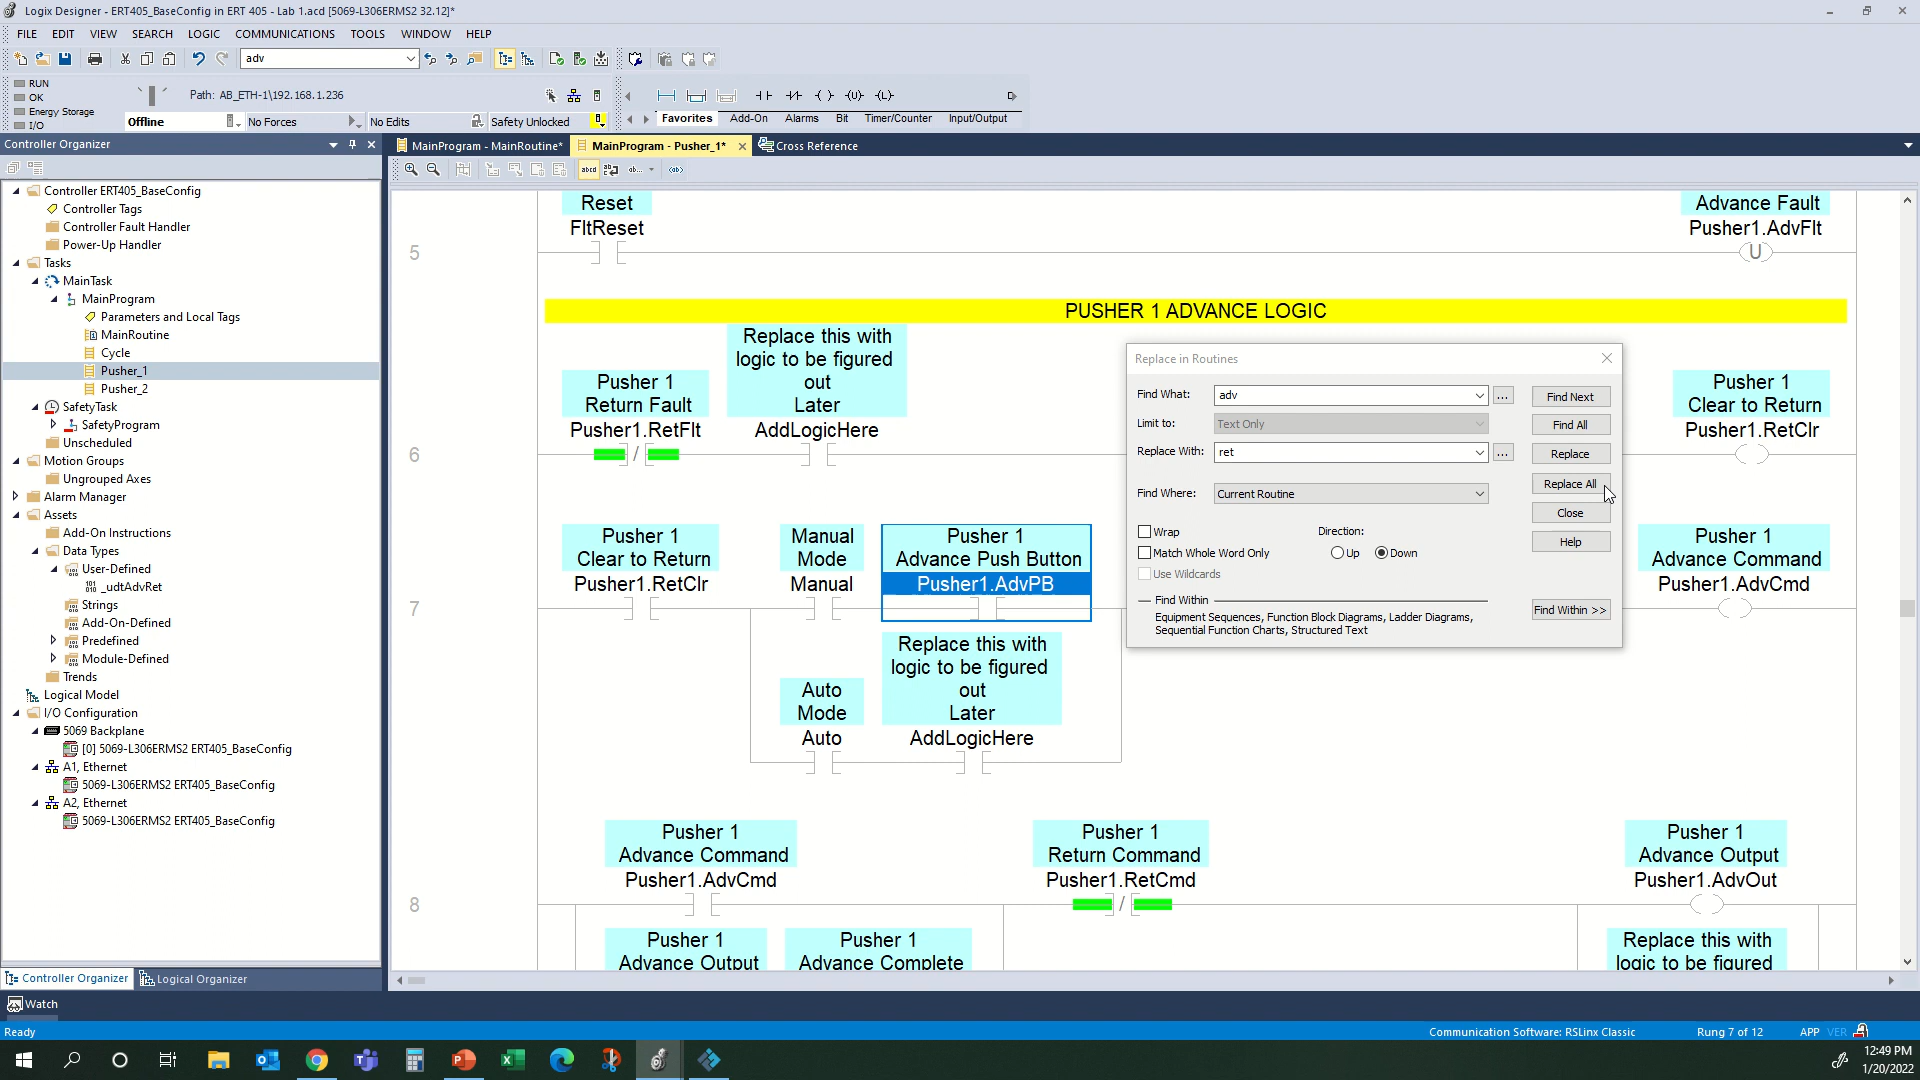 Logix Designer - ERT405_BaseConfig in ERT 405 - Lab 1.acd [5069-L306ERMS2 32.12]*
FILE EDIT VIEW SEARCH LOGIC COMMUNICATIONS TOOLS WINDOW HELP
adv
RUN
OK
Energy Storage
I/O
Path: AB_ETH-1\192.168.1.236
Offline No Forces No Edits Safety Unlocked
Favorites Add-On Alarms Bit Timer/Counter Input/Output
Controller Organizer
MainProgram - MainRoutine* MainProgram - Pusher_1* Cross Reference
Controller ERT405_BaseConfig
Controller Tags
Controller Fault Handler
Power-Up Handler
Tasks
MainTask
MainProgram
Parameters and Local Tags
MainRoutine
Cycle
Pusher_1
Pusher_2
SafetyTask
SafetyProgram
Unscheduled
Motion Groups
Ungrouped Axes
Alarm Manager
Assets
Add-On Instructions
Data Types
User-Defined
_udtAdvRet
Strings
Add-On-Defined
Predefined
Module-Defined
Trends
Logical Model
I/O Configuration
5069 Backplane
[0] 5069-L306ERMS2 ERT405_BaseConfig
A1, Ethernet
5069-L306ERMS2 ERT405_BaseConfig
A2, Ethernet
5069-L306ERMS2 ERT405_BaseConfig
Controller Organizer Logical Organizer
Reset
FltReset
Advance Fault
Pusher1.AdvFlt
5
U
PUSHER 1 ADVANCE LOGIC
Pusher 1
Return Fault
Pusher1.RetFlt
Replace this with
logic to be figured
out
Later
AddLogicHere
Pusher 1
Clear to Return
Pusher1.RetClr
6
Pusher 1
Clear to Return
Pusher1.RetClr
Manual
Mode
Manual
Pusher 1
Advance Push Button
Pusher1.AdvPB
Pusher 1
Advance Command
Pusher1.AdvCmd
7
Auto
Mode
Auto
Replace this with
logic to be figured
out
Later
AddLogicHere
Pusher 1
Advance Command
Pusher1.AdvCmd
Pusher 1
Return Command
Pusher1.RetCmd
Pusher 1
Advance Output
Pusher1.AdvOut
8
Pusher 1
Advance Output
Pusher 1
Advance Complete
Replace this with
logic to be figured
Replace in Routines
Find What: adv ... Find Next
Limit to: Text Only Find All
Replace With: ret ... Replace
Replace All
Find Where: Current Routine
Close
Wrap Direction:
Help
Match Whole Word Only Up Down
Use Wildcards
Find Within
Find Within >>
Equipment Sequences, Function Block Diagrams, Ladder Diagrams,
Sequential Function Charts, Structured Text
Watch
Ready Communication Software: RSLinx Classic Rung 7 of 12 APP VER
12:49 PM
1/20/2022